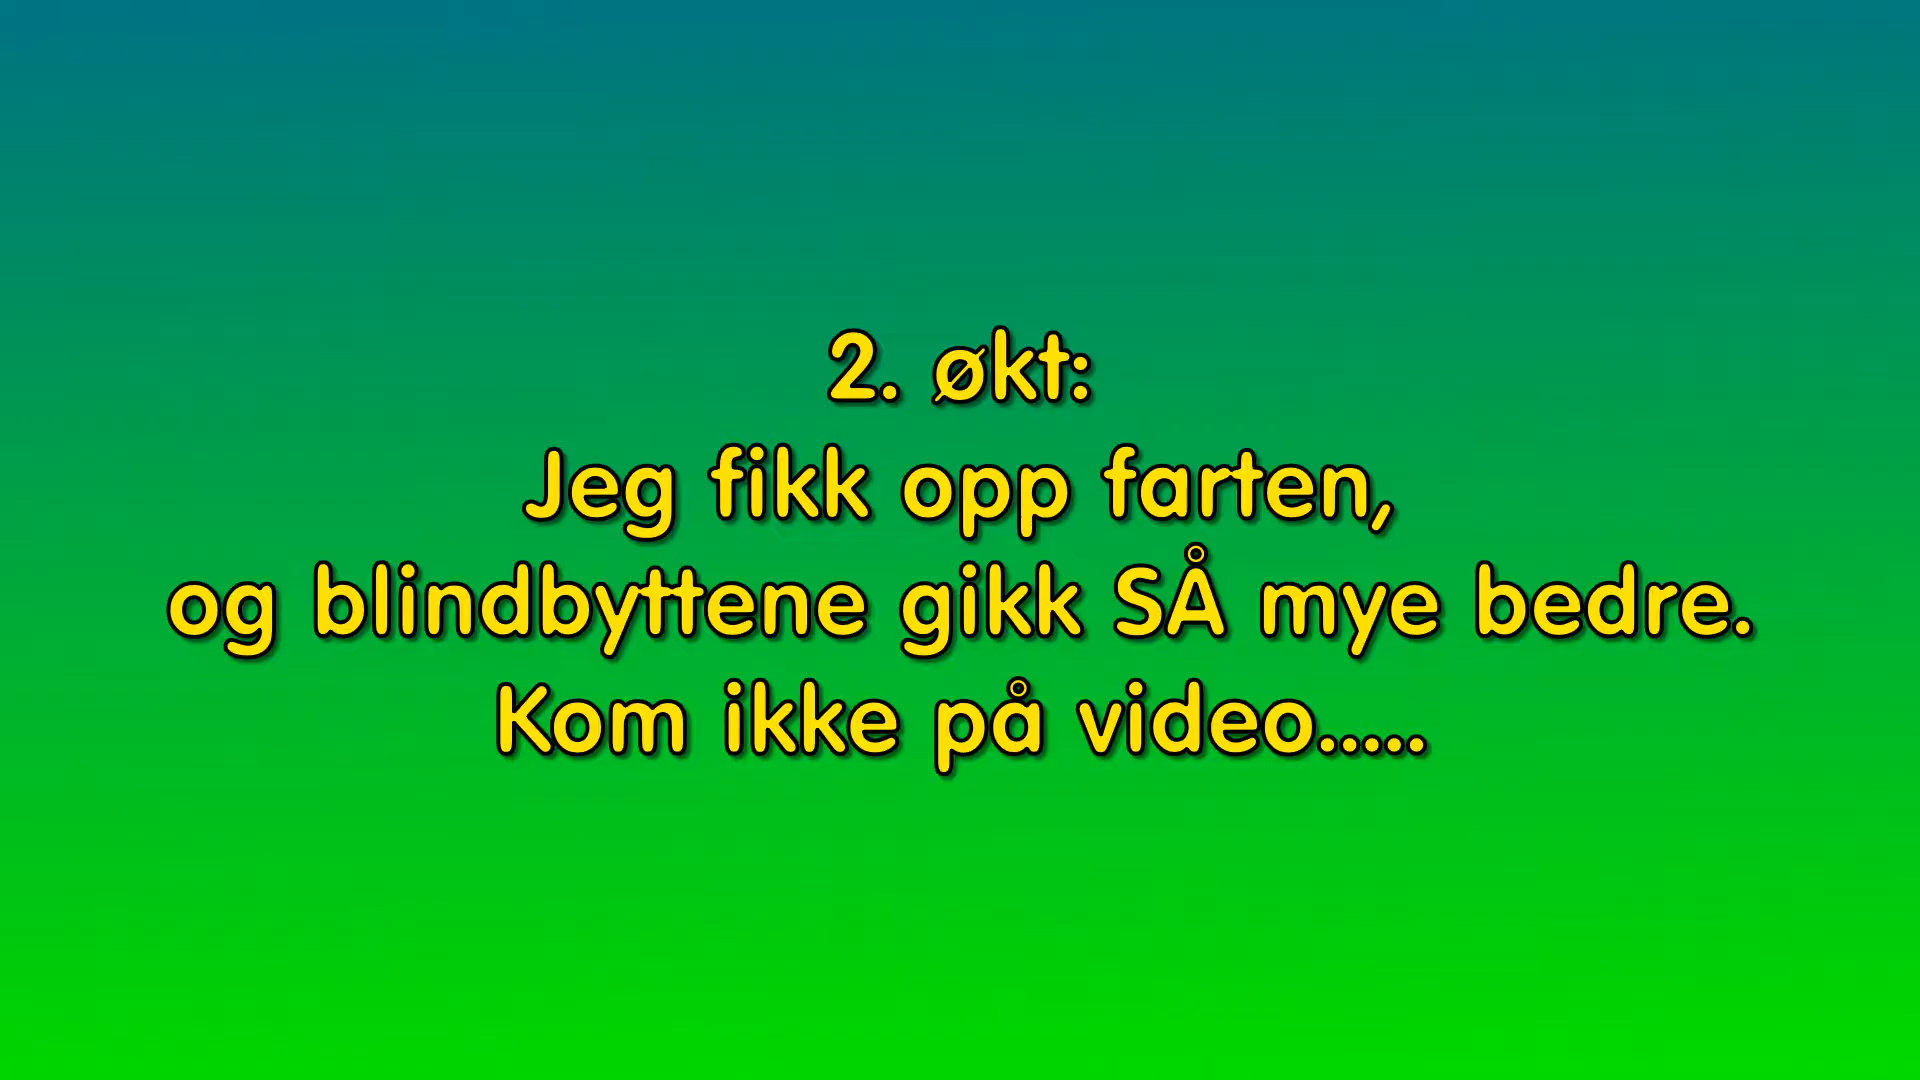 2. økt:
Jeg fikk opp farten,
og blindbyttene gikk SÅ mye bedre.
Kom ikke på video.....